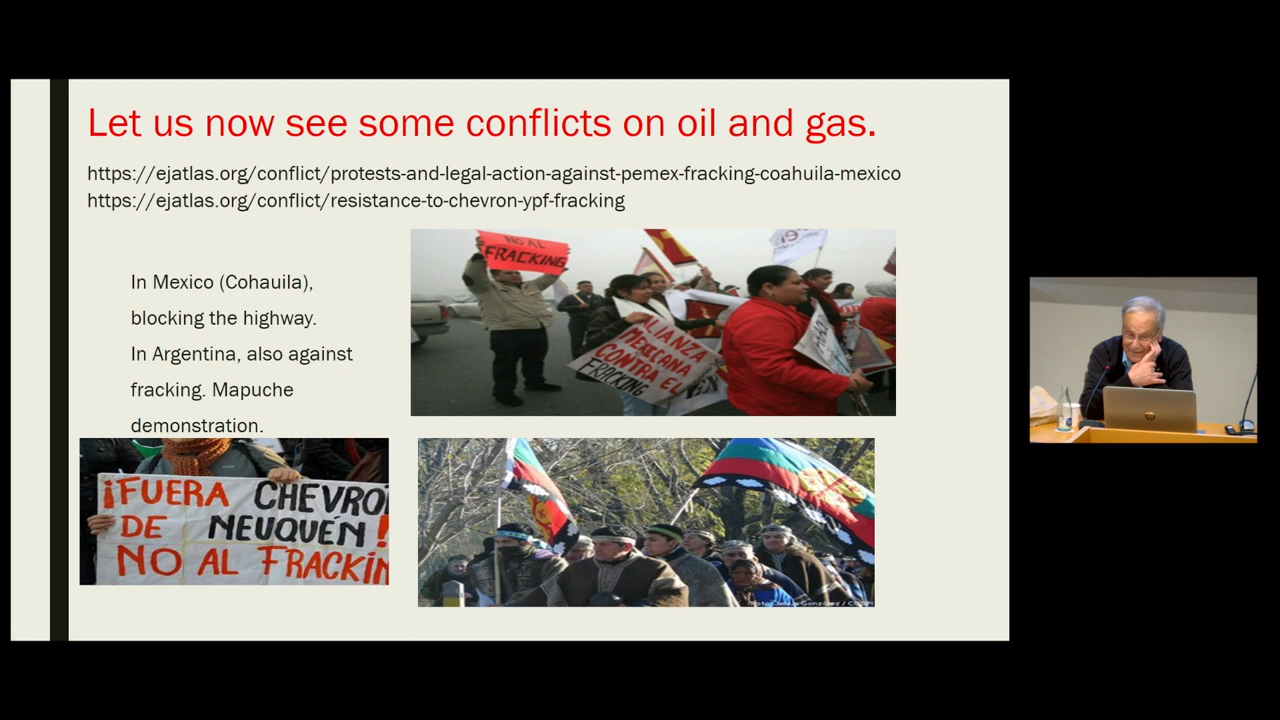 Let us now see some conflicts on oil and gas.
https://ejatlas.org/conflict/protests-and-legal-action-against-pemex-fracking-coahuila-mexico
https://ejatlas.org/conflict/resistance-to-chevron-ypf-fracking
In Mexico (Cohauila),
blocking the highway.
In Argentina, also against
fracking. Mapuche
demonstration.
NO AL
FRACKING
ALIANZA
MEXICANA
CONTRA EL
FRACKING
¡FUERA CHEVRO
DE NEUQUÉN!
NO AL FRACKIN